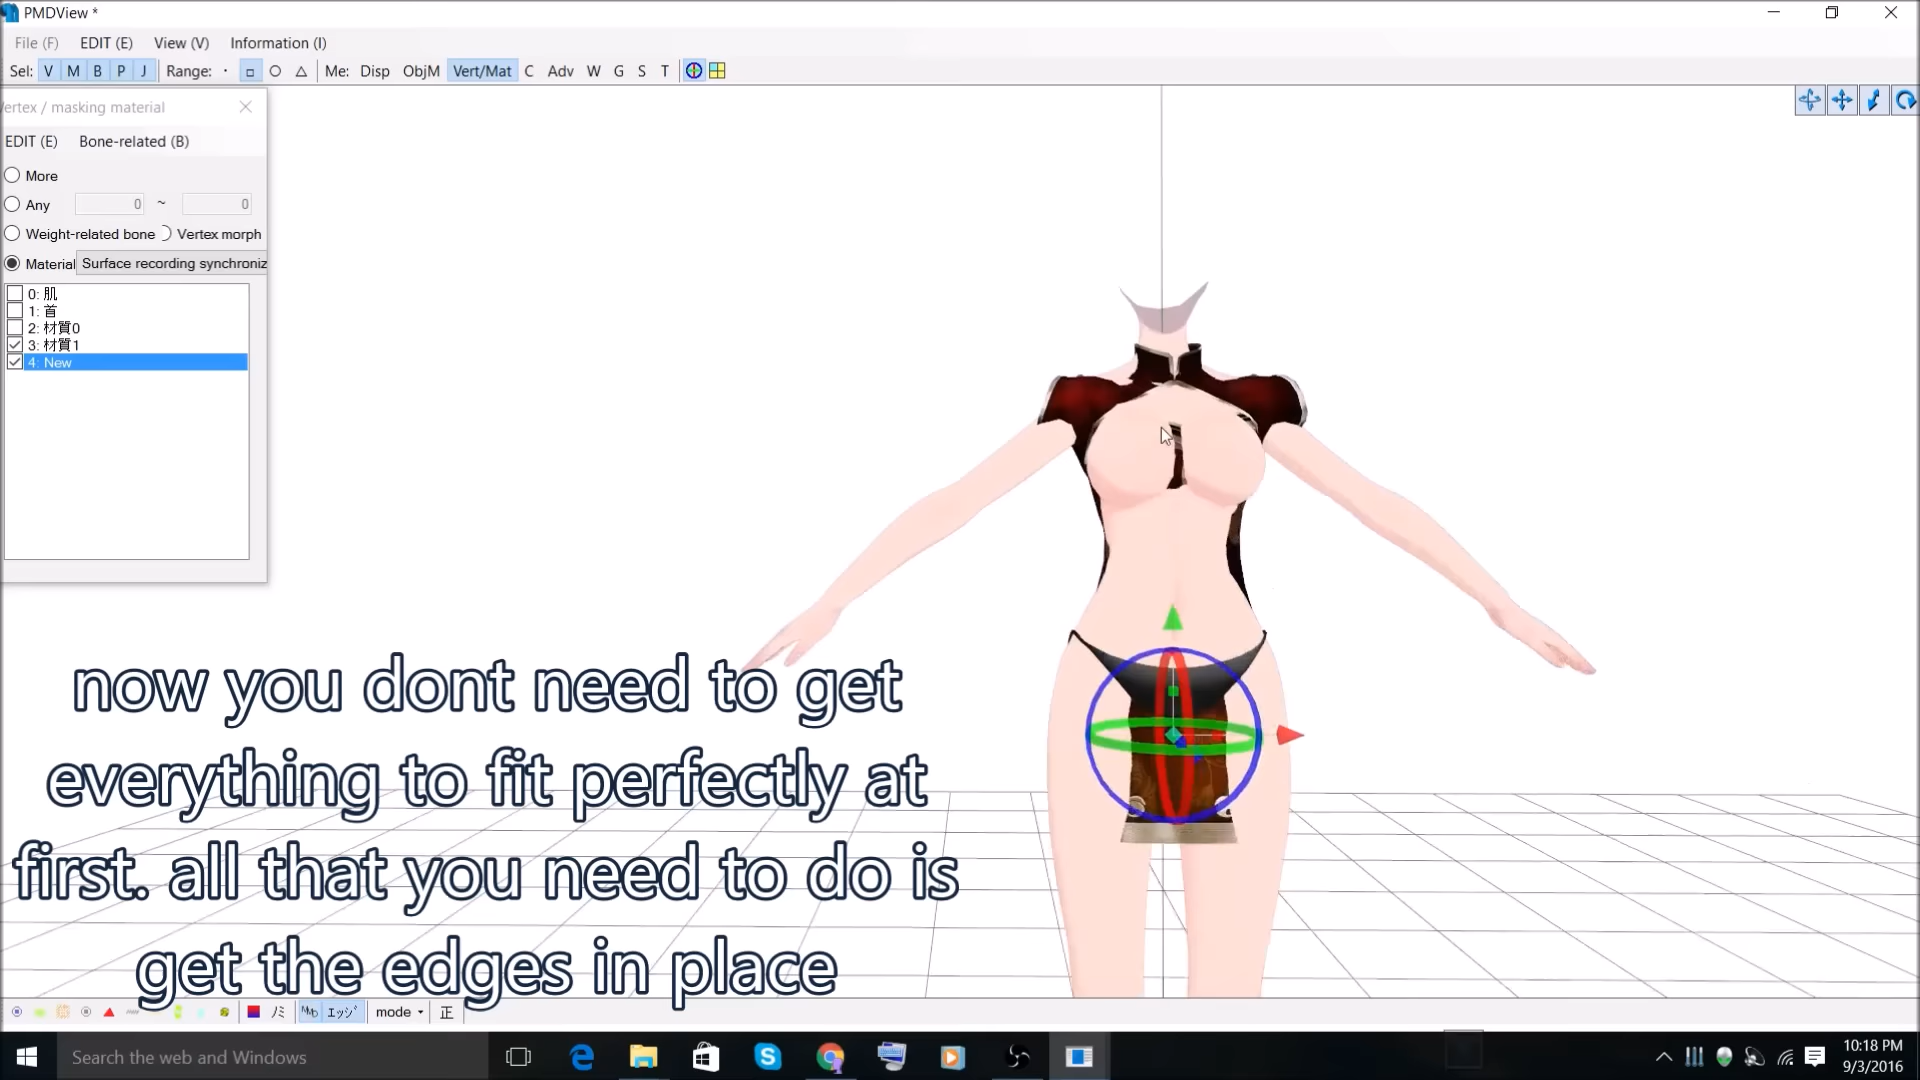 PMDView *
File (F) EDIT (E) View (V) Information (I)
Sel: V M B P J Range: Me: Disp ObjM Vert/Mat C Adv W G S T
ertex / masking material
EDIT (E) Bone-related (B)
More
Any 0 ~ 0
Weight-related bone Vertex morph
Material Surface recording synchroniz
0: 肌
1: 首
2: 材質0
3: 材質1
4: New
now you dont need to get
everything to fit perfectly at
first. all that you need to do is
get the edges in place
エッジ mode 正
Search the web and Windows
10:18 PM
9/3/2016